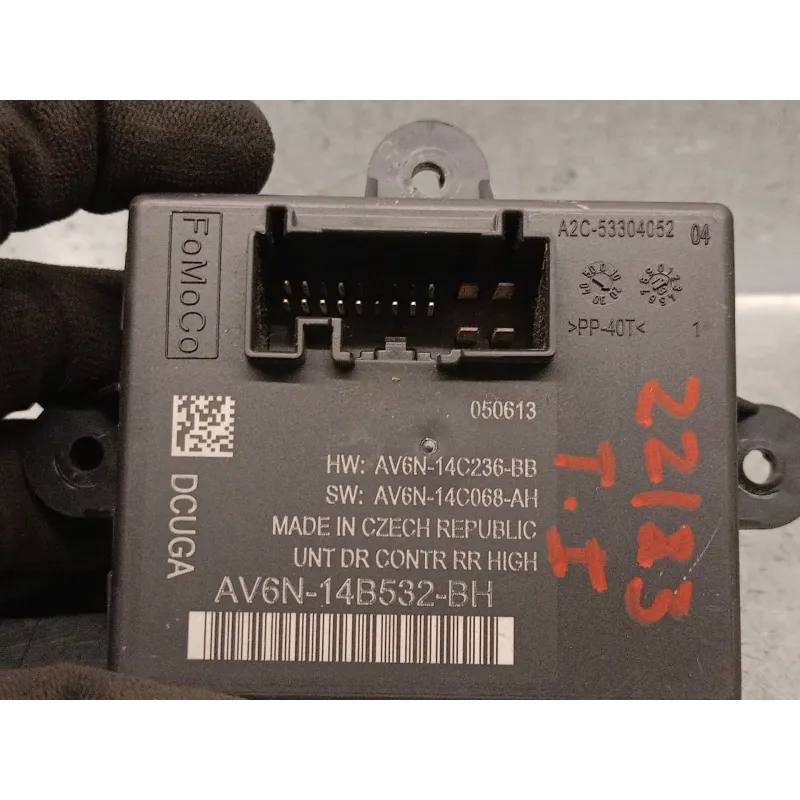 FoMoCo
A2C-53304052 04
>PP-40T< 1
050613
HW: AV6N-14C236-BB
SW: AV6N-14C068-AH
MADE IN CZECH REPUBLIC
UNT DR CONTR RR HIGH
AV6N-14B532-BH
DCUGA
22183
T.I